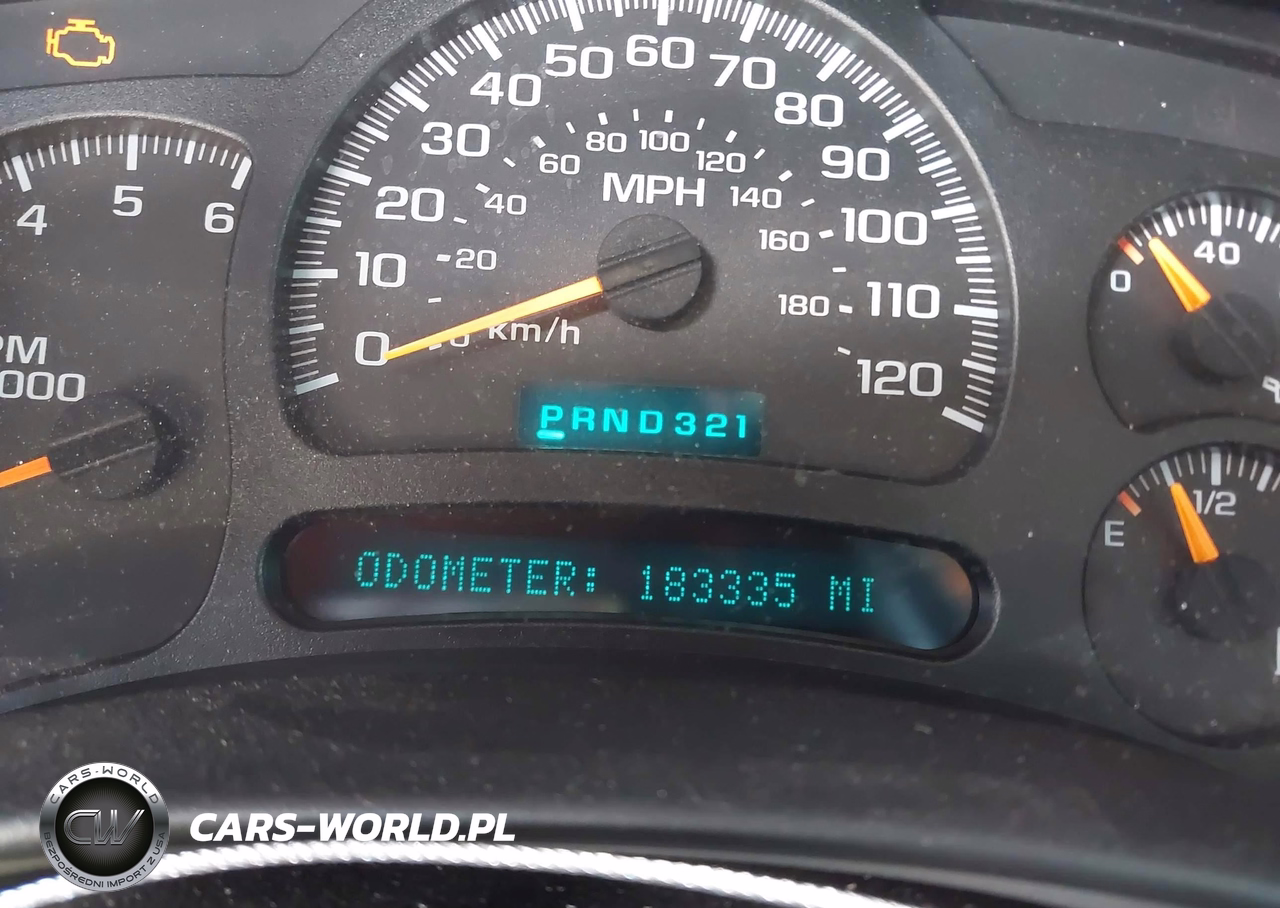 4 5 6
PM
000
0 10 20 30 40 50 60 70 80 90 100 110 120
20 40 60 80 100 120 140 160 180
MPH
km/h
PRND321
ODOMETER: 183335 MI
0 40
E 1/2
CARS-WORLD
CW
BEZPOŚREDNI IMPORT Z USA
CARS-WORLD.PL